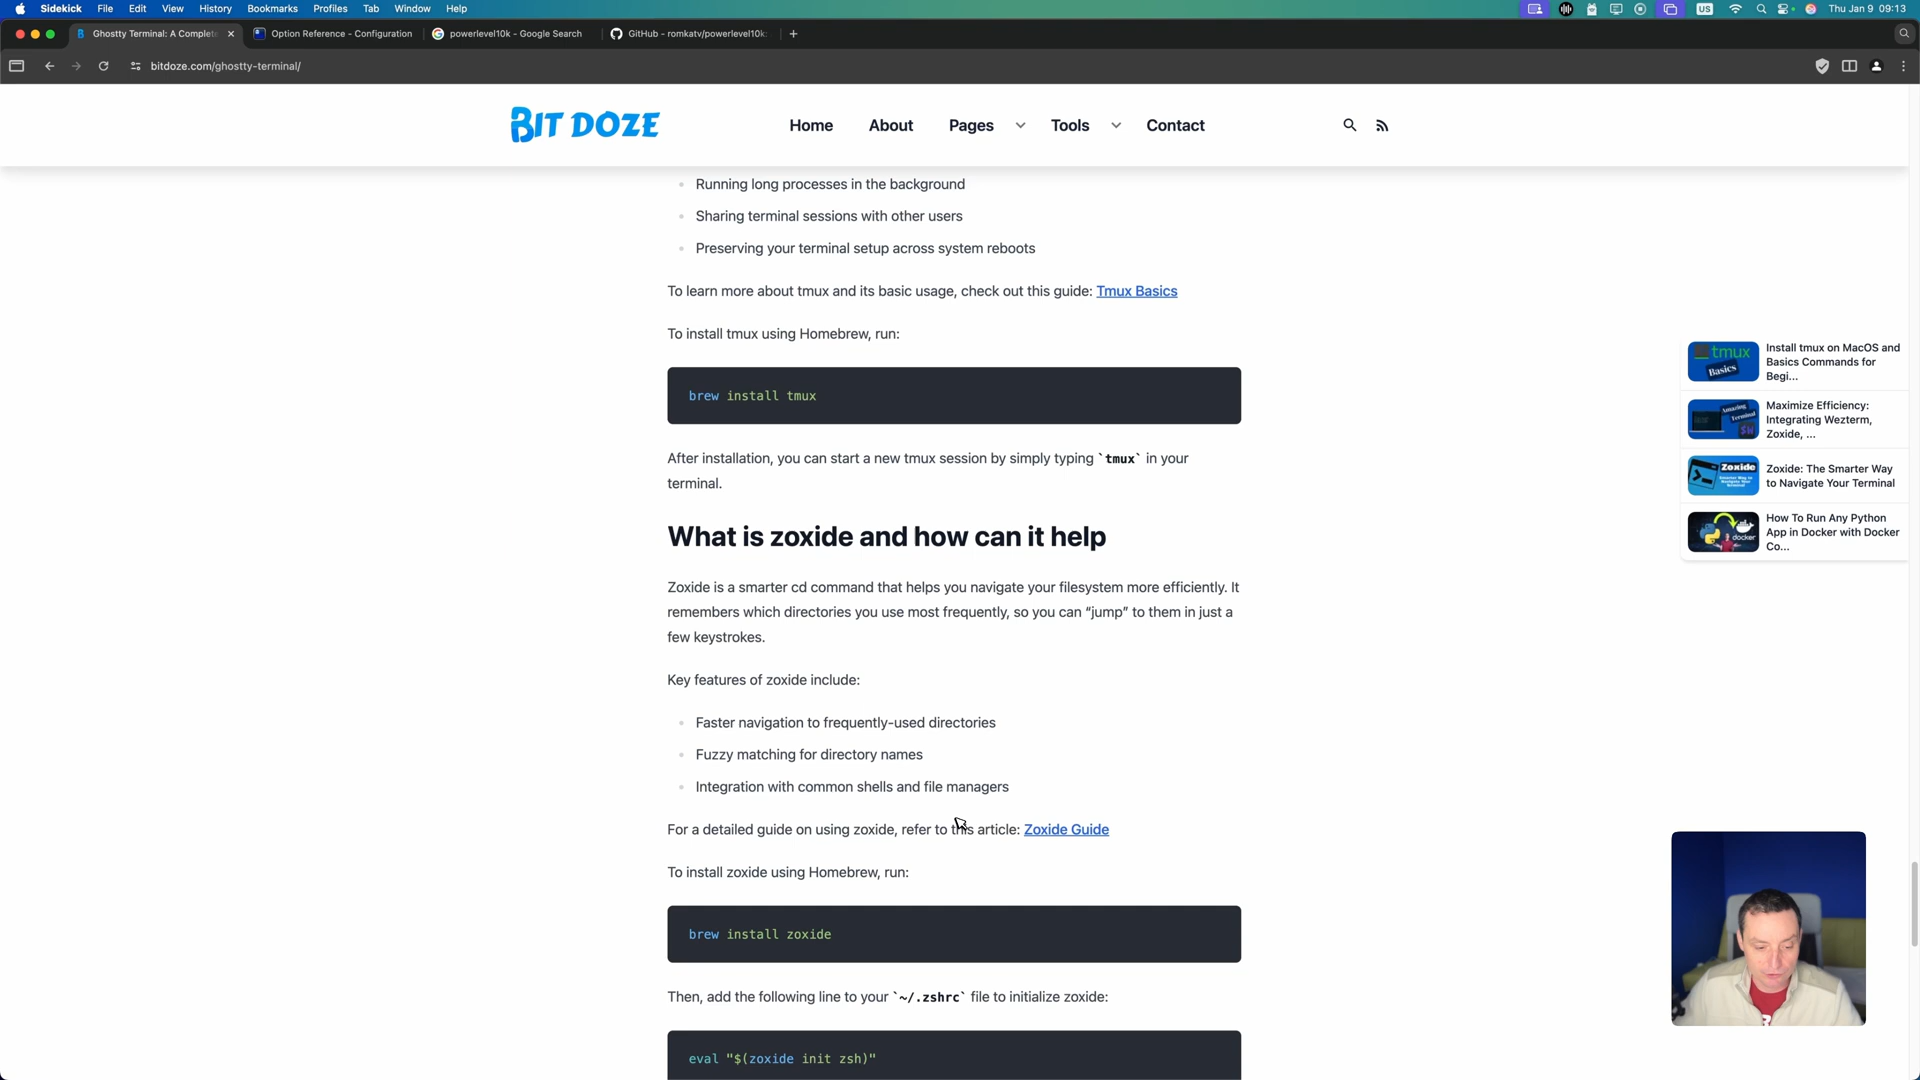 Sidekick File Edit View History Bookmarks Profiles Tab Window Help US Thu Jan 9 09:13
Ghostty Terminal: A Complete Option Reference - Configuration powerlevel10k - Google Search GitHub - romkatv/powerlevel10k:
bitdoze.com/ghostty-terminal/
BIT DOZE Home About Pages Tools Contact
Running long processes in the background
Sharing terminal sessions with other users
Preserving your terminal setup across system reboots
To learn more about tmux and its basic usage, check out this guide: Tmux Basics
To install tmux using Homebrew, run:
brew install tmux
After installation, you can start a new tmux session by simply typing `tmux` in your
terminal.
What is zoxide and how can it help
Zoxide is a smarter cd command that helps you navigate your filesystem more efficiently. It
remembers which directories you use most frequently, so you can “jump” to them in just a
few keystrokes.
Key features of zoxide include:
Faster navigation to frequently-used directories
Fuzzy matching for directory names
Integration with common shells and file managers
For a detailed guide on using zoxide, refer to this article: Zoxide Guide
To install zoxide using Homebrew, run:
brew install zoxide
Then, add the following line to your `~/.zshrc` file to initialize zoxide:
eval "$(zoxide init zsh)"
tmux
Basics
Install tmux on MacOS and
Basics Commands for
Begi...
Amazing
Terminal
Maximize Efficiency:
Integrating Wezterm,
Zoxide, ...
Zoxide
Zoxide: The Smarter Way
to Navigate Your Terminal
docker
How To Run Any Python
App in Docker with Docker
Co...